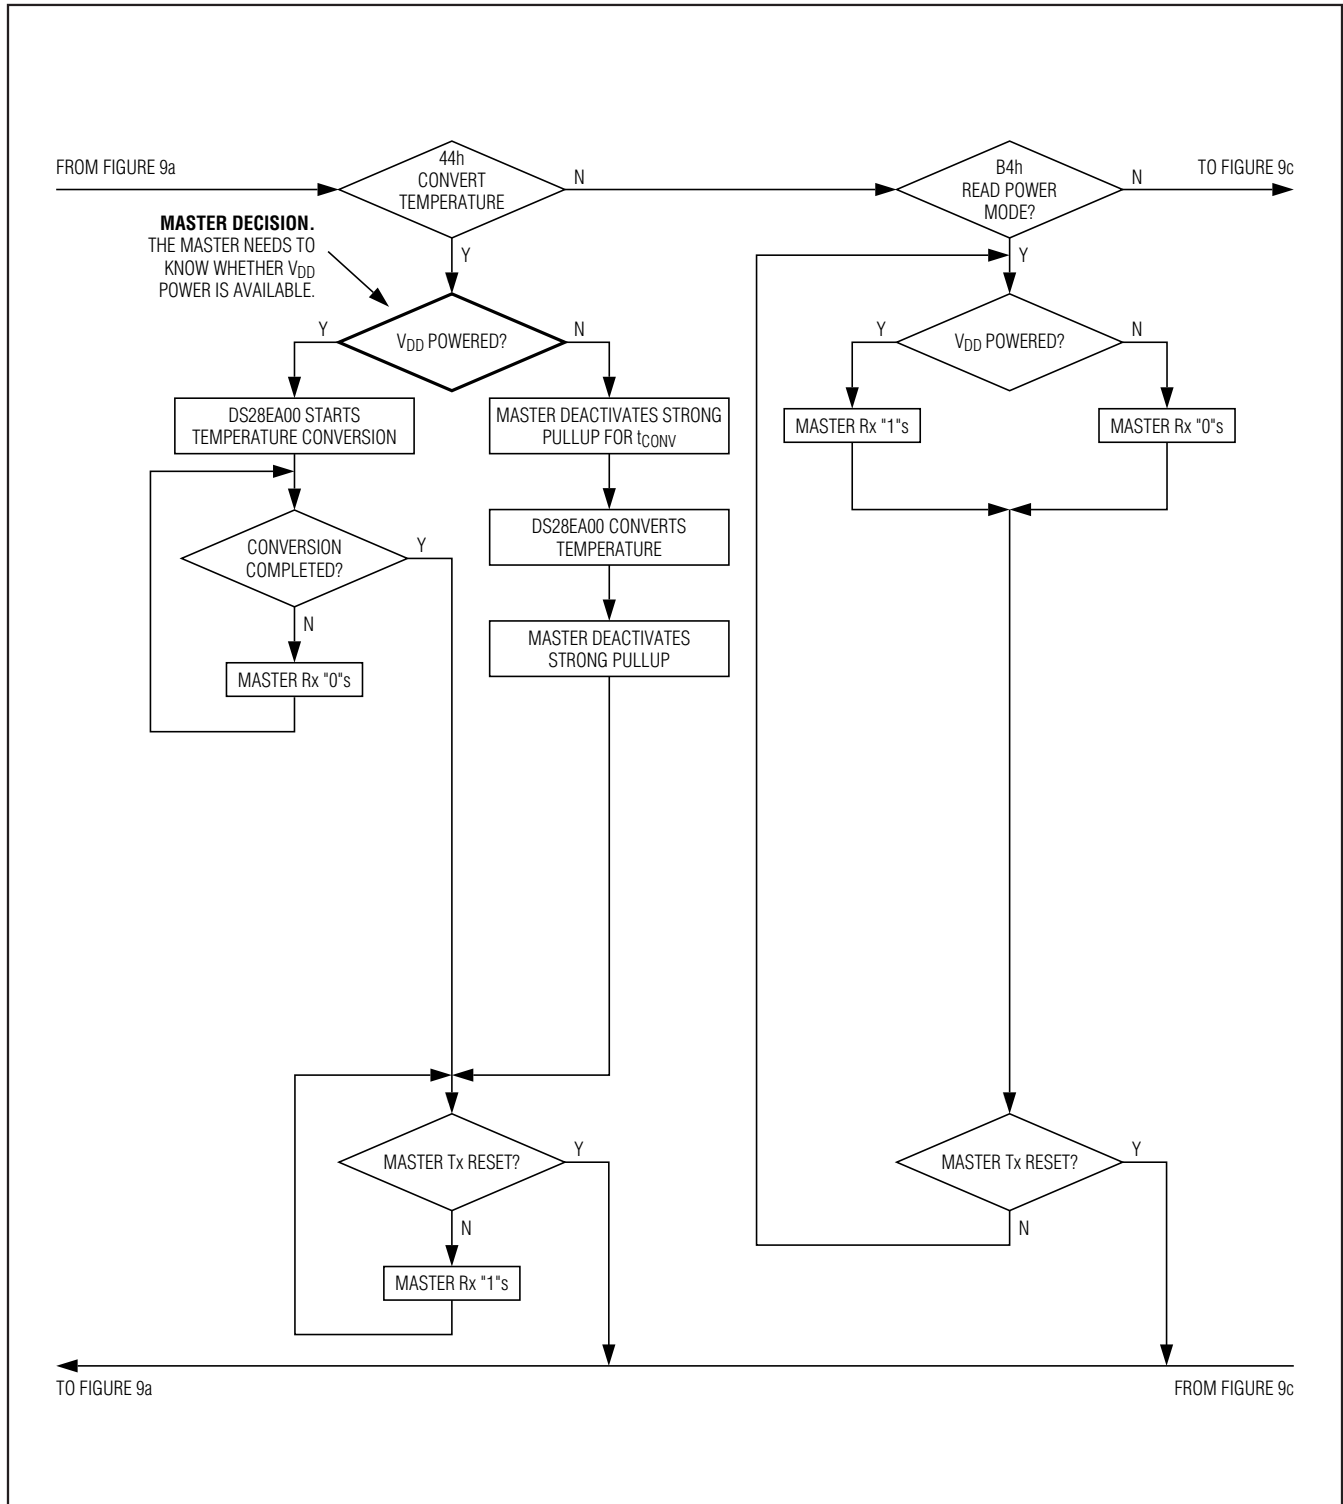 FROM FIGURE 9a
44h
CONVERT
TEMPERATURE
N
B4h
READ POWER
MODE?
N
TO FIGURE 9c
MASTER DECISION.
THE MASTER NEEDS TO
KNOW WHETHER VDD
POWER IS AVAILABLE.
Y
Y
Y
VDD POWERED?
N
Y
VDD POWERED?
N
DS28EA00 STARTS
TEMPERATURE CONVERSION
MASTER DEACTIVATES STRONG
PULLUP FOR tCONV
MASTER Rx "1"s
MASTER Rx "0"s
DS28EA00 CONVERTS
TEMPERATURE
CONVERSION
COMPLETED?
Y
N
MASTER DEACTIVATES
STRONG PULLUP
MASTER Rx "0"s
MASTER Tx RESET?
Y
N
MASTER Tx RESET?
Y
N
MASTER Rx "1"s
TO FIGURE 9a
FROM FIGURE 9c